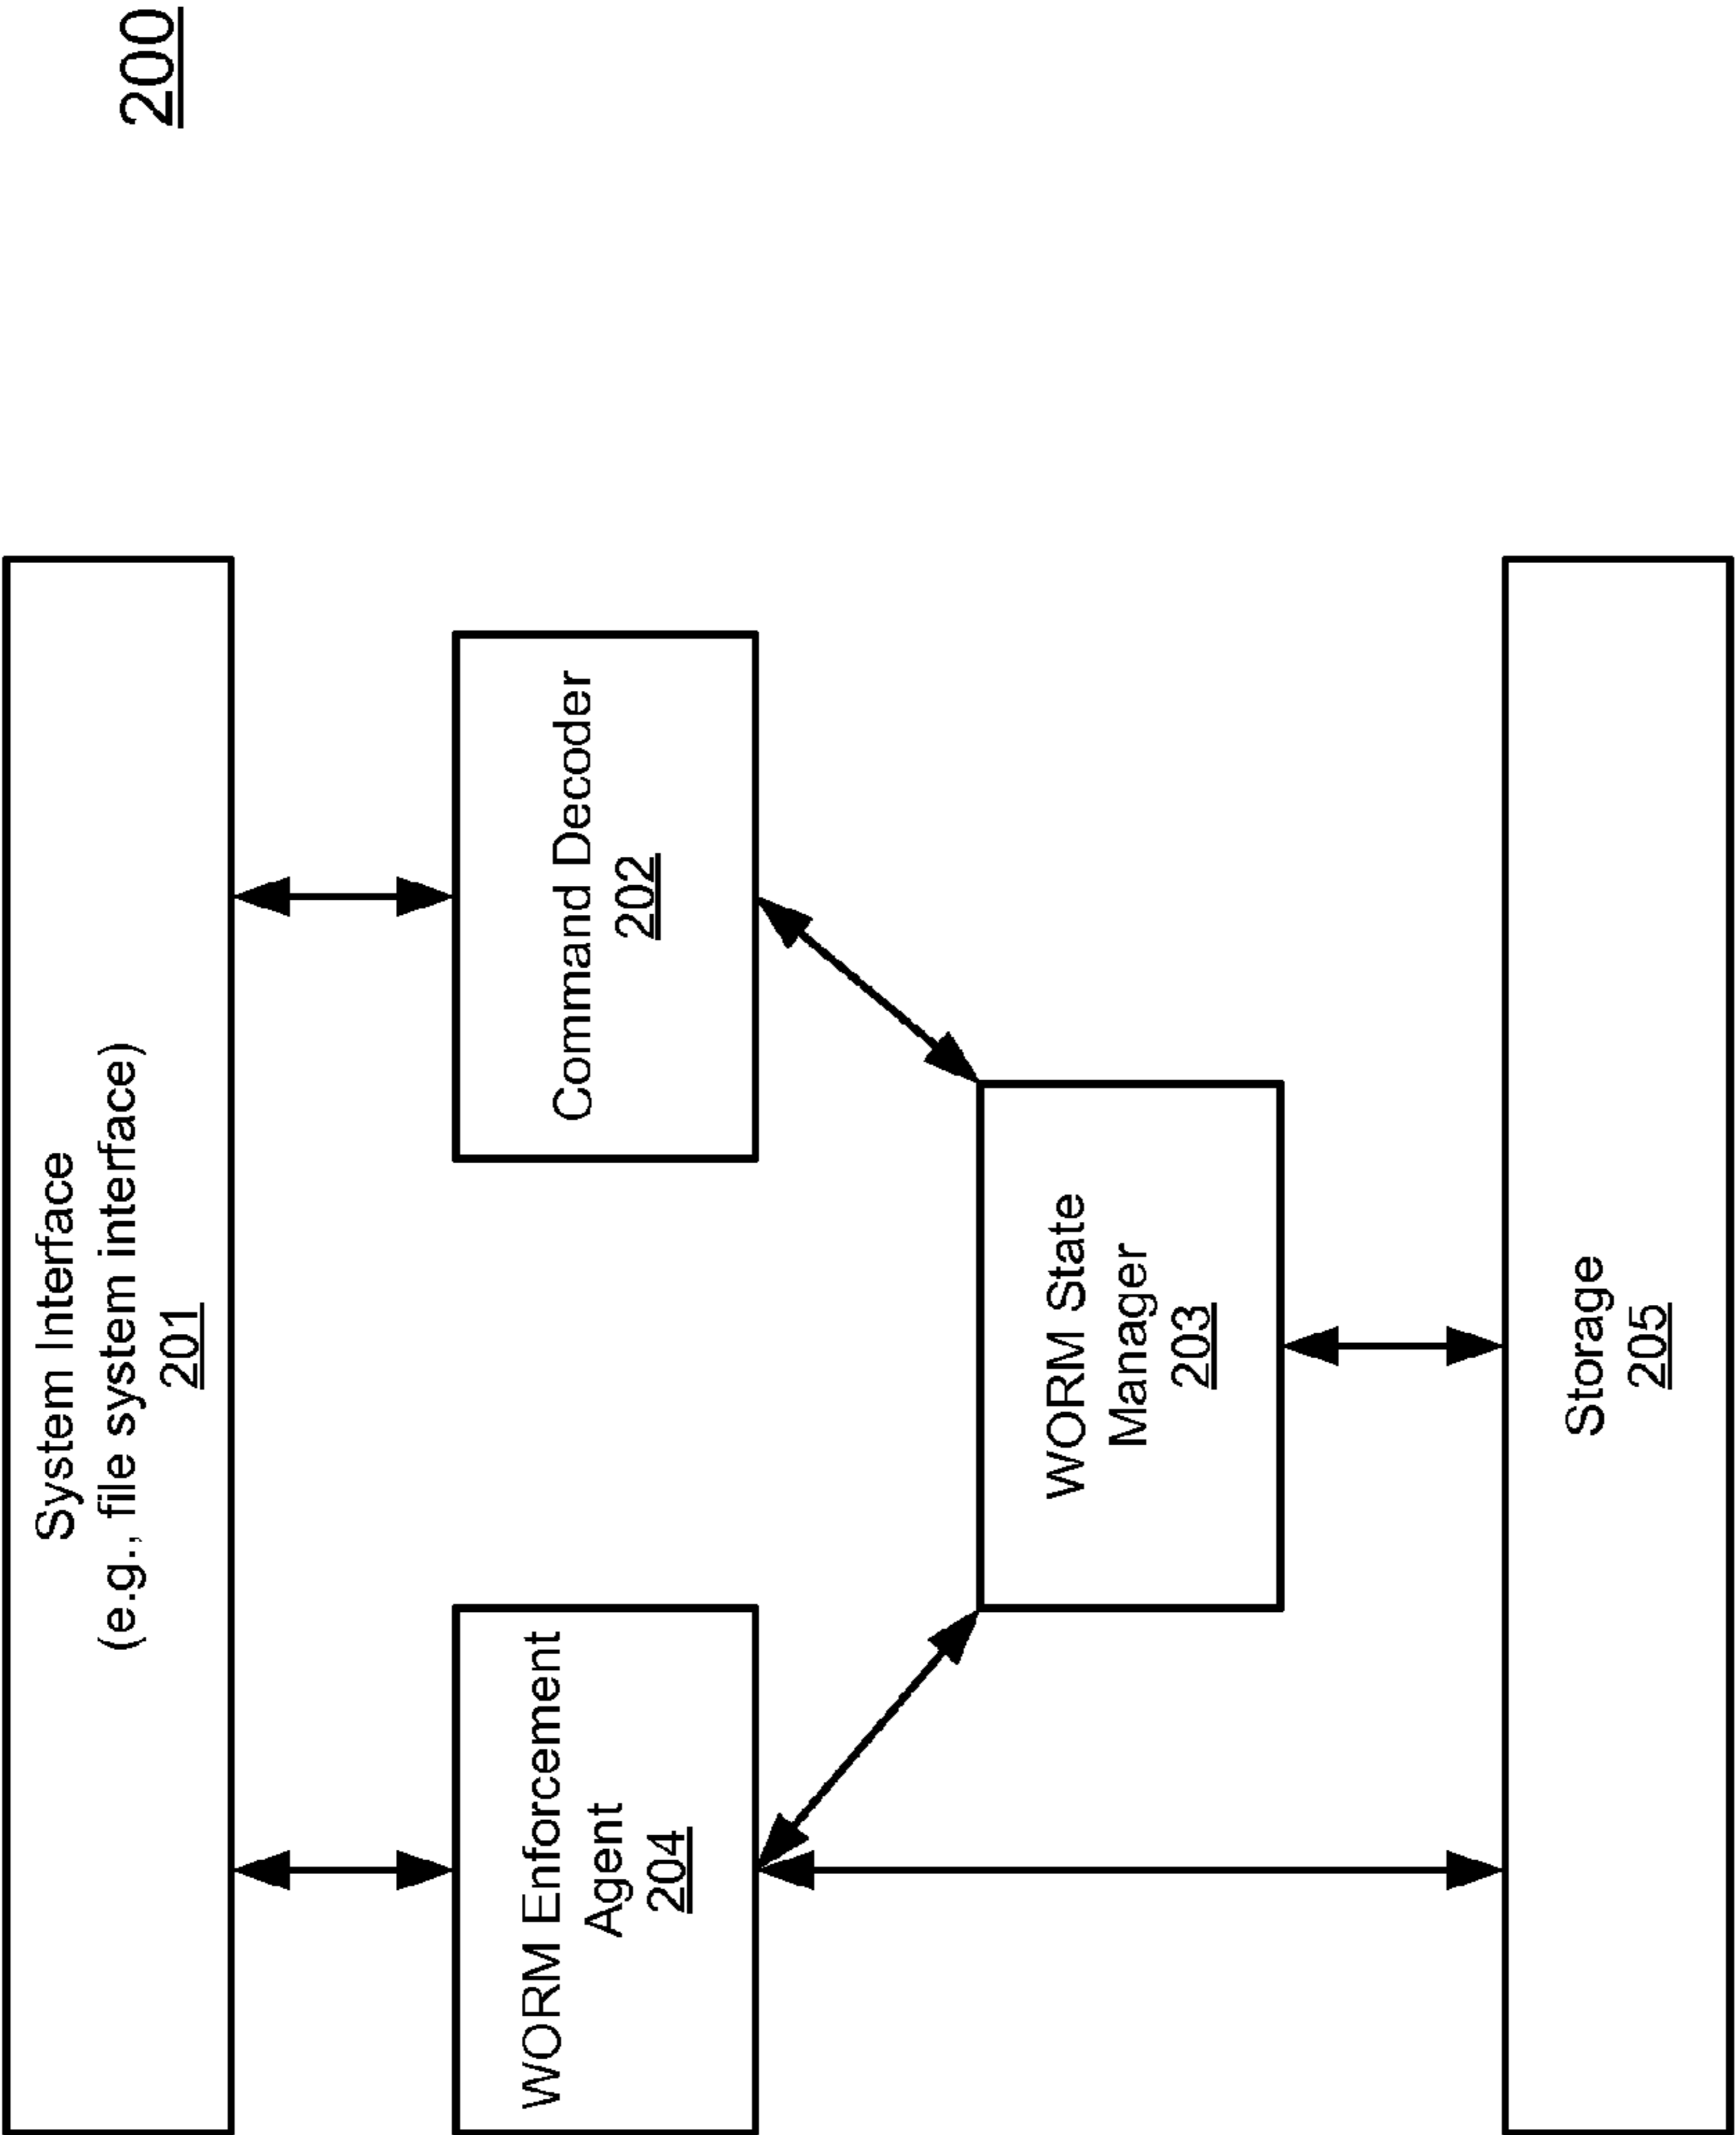 200
System Interface
(e.g., file system interface)
201
WORM Enforcement
Agent
204
Command Decoder
202
WORM State
Manager
203
Storage
205